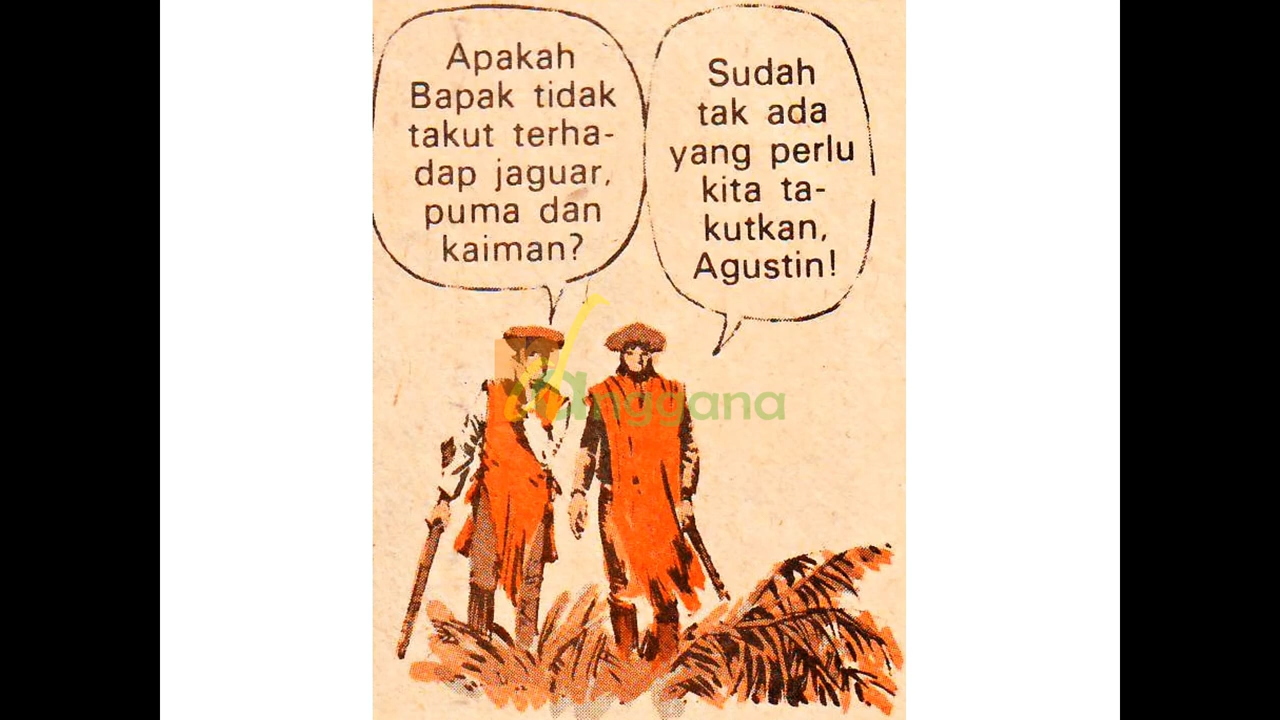 Apakah
Bapak tidak
takut terha-
dap jaguar,
puma dan
kaiman?
Sudah
tak ada
yang perlu
kita ta-
kutkan,
Agustin!
anggana